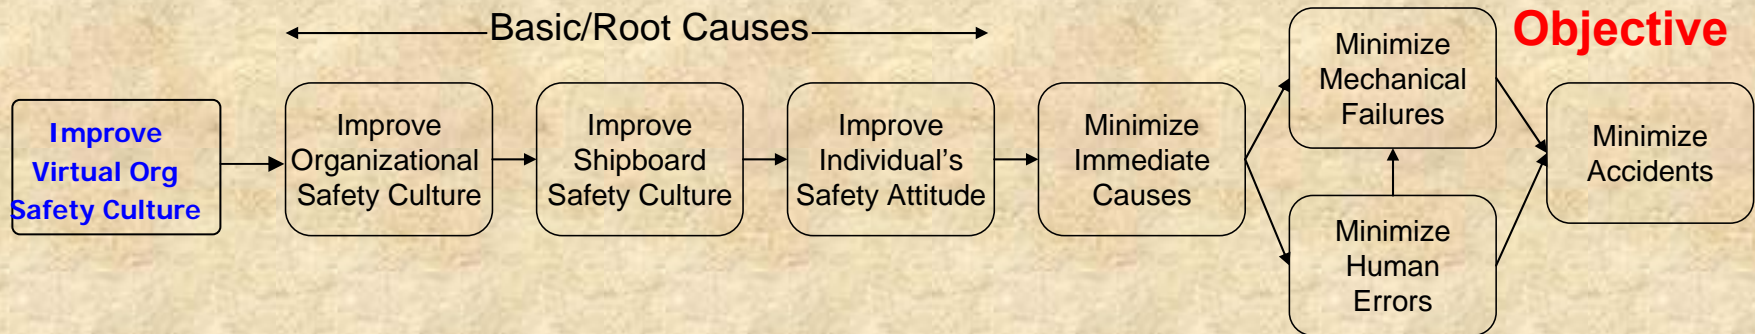 Basic/Root Causes
Objective
Improve
Virtual Org
Safety Culture
Improve
Organizational
Safety Culture
Improve
Shipboard
Safety Culture
Improve
Individual's
Safety Attitude
Minimize
Immediate
Causes
Minimize
Mechanical
Failures
Minimize
Human
Errors
Minimize
Accidents